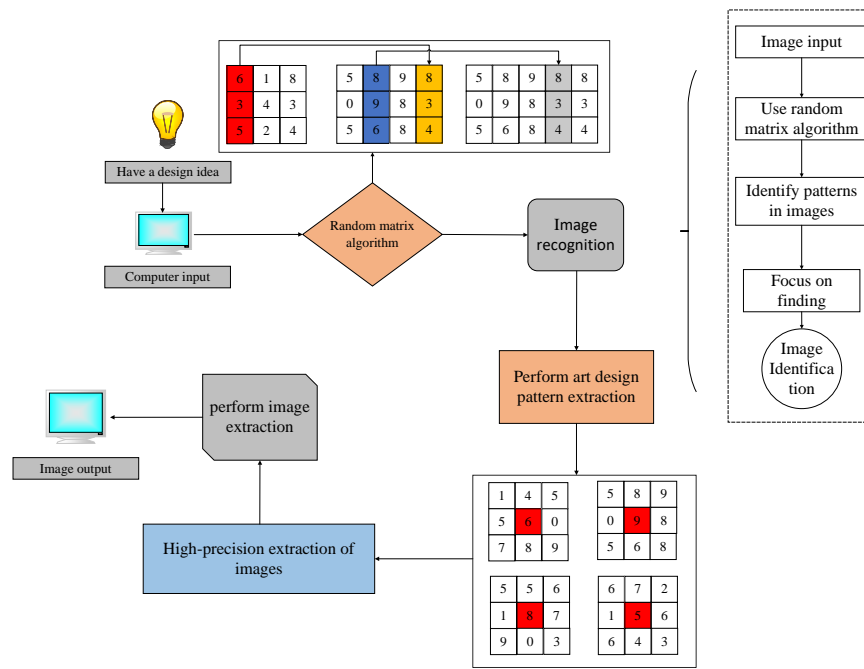 6 1 8
3 4 3
5 2 4
5 8 9 8
0 9 8 3
5 6 8 4
5 8 9 8 8
0 9 8 3 3
5 6 8 4 4
Have a design idea
Computer input
Random matrix
algorithm
Image
recognition
Perform art design
pattern extraction
1 4 5
5 6 0
7 8 9
5 8 9
0 9 8
5 6 8
5 5 6
1 8 7
9 0 3
6 7 2
1 5 6
6 4 3
High-precision extraction of
images
perform image
extraction
Image output
Image input
Use random
matrix algorithm
Identify patterns
in images
Focus on
finding
Image
Identifica
tion